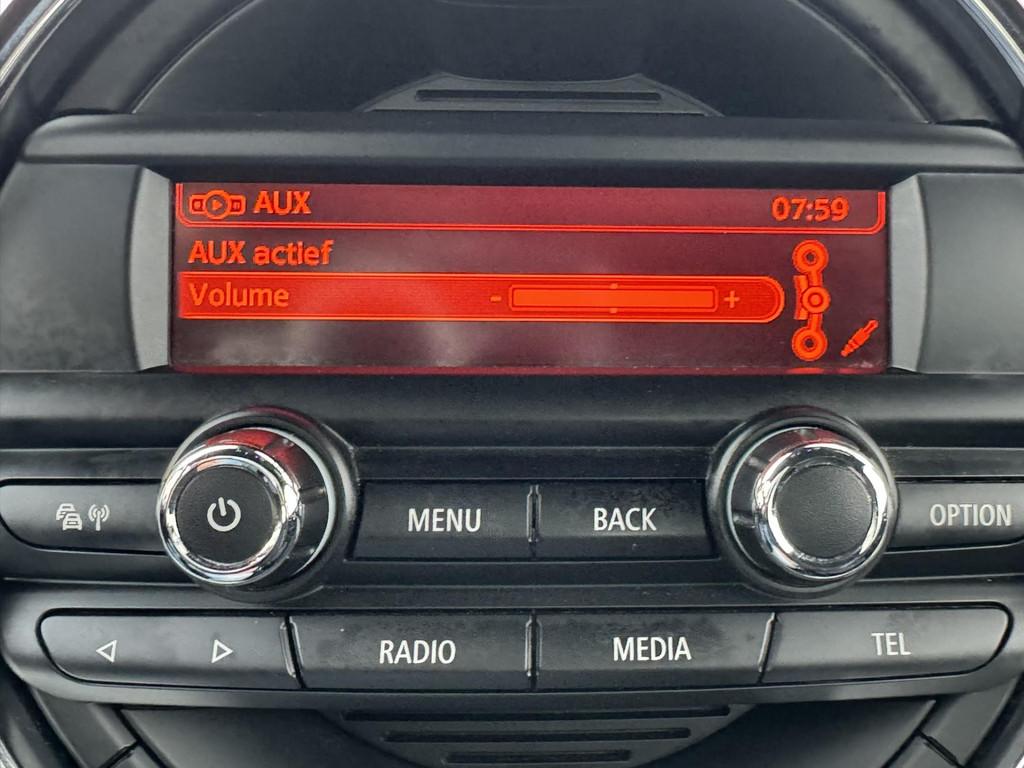 AUX 07:59
AUX actief
Volume - +
MENU BACK OPTION
RADIO MEDIA TEL